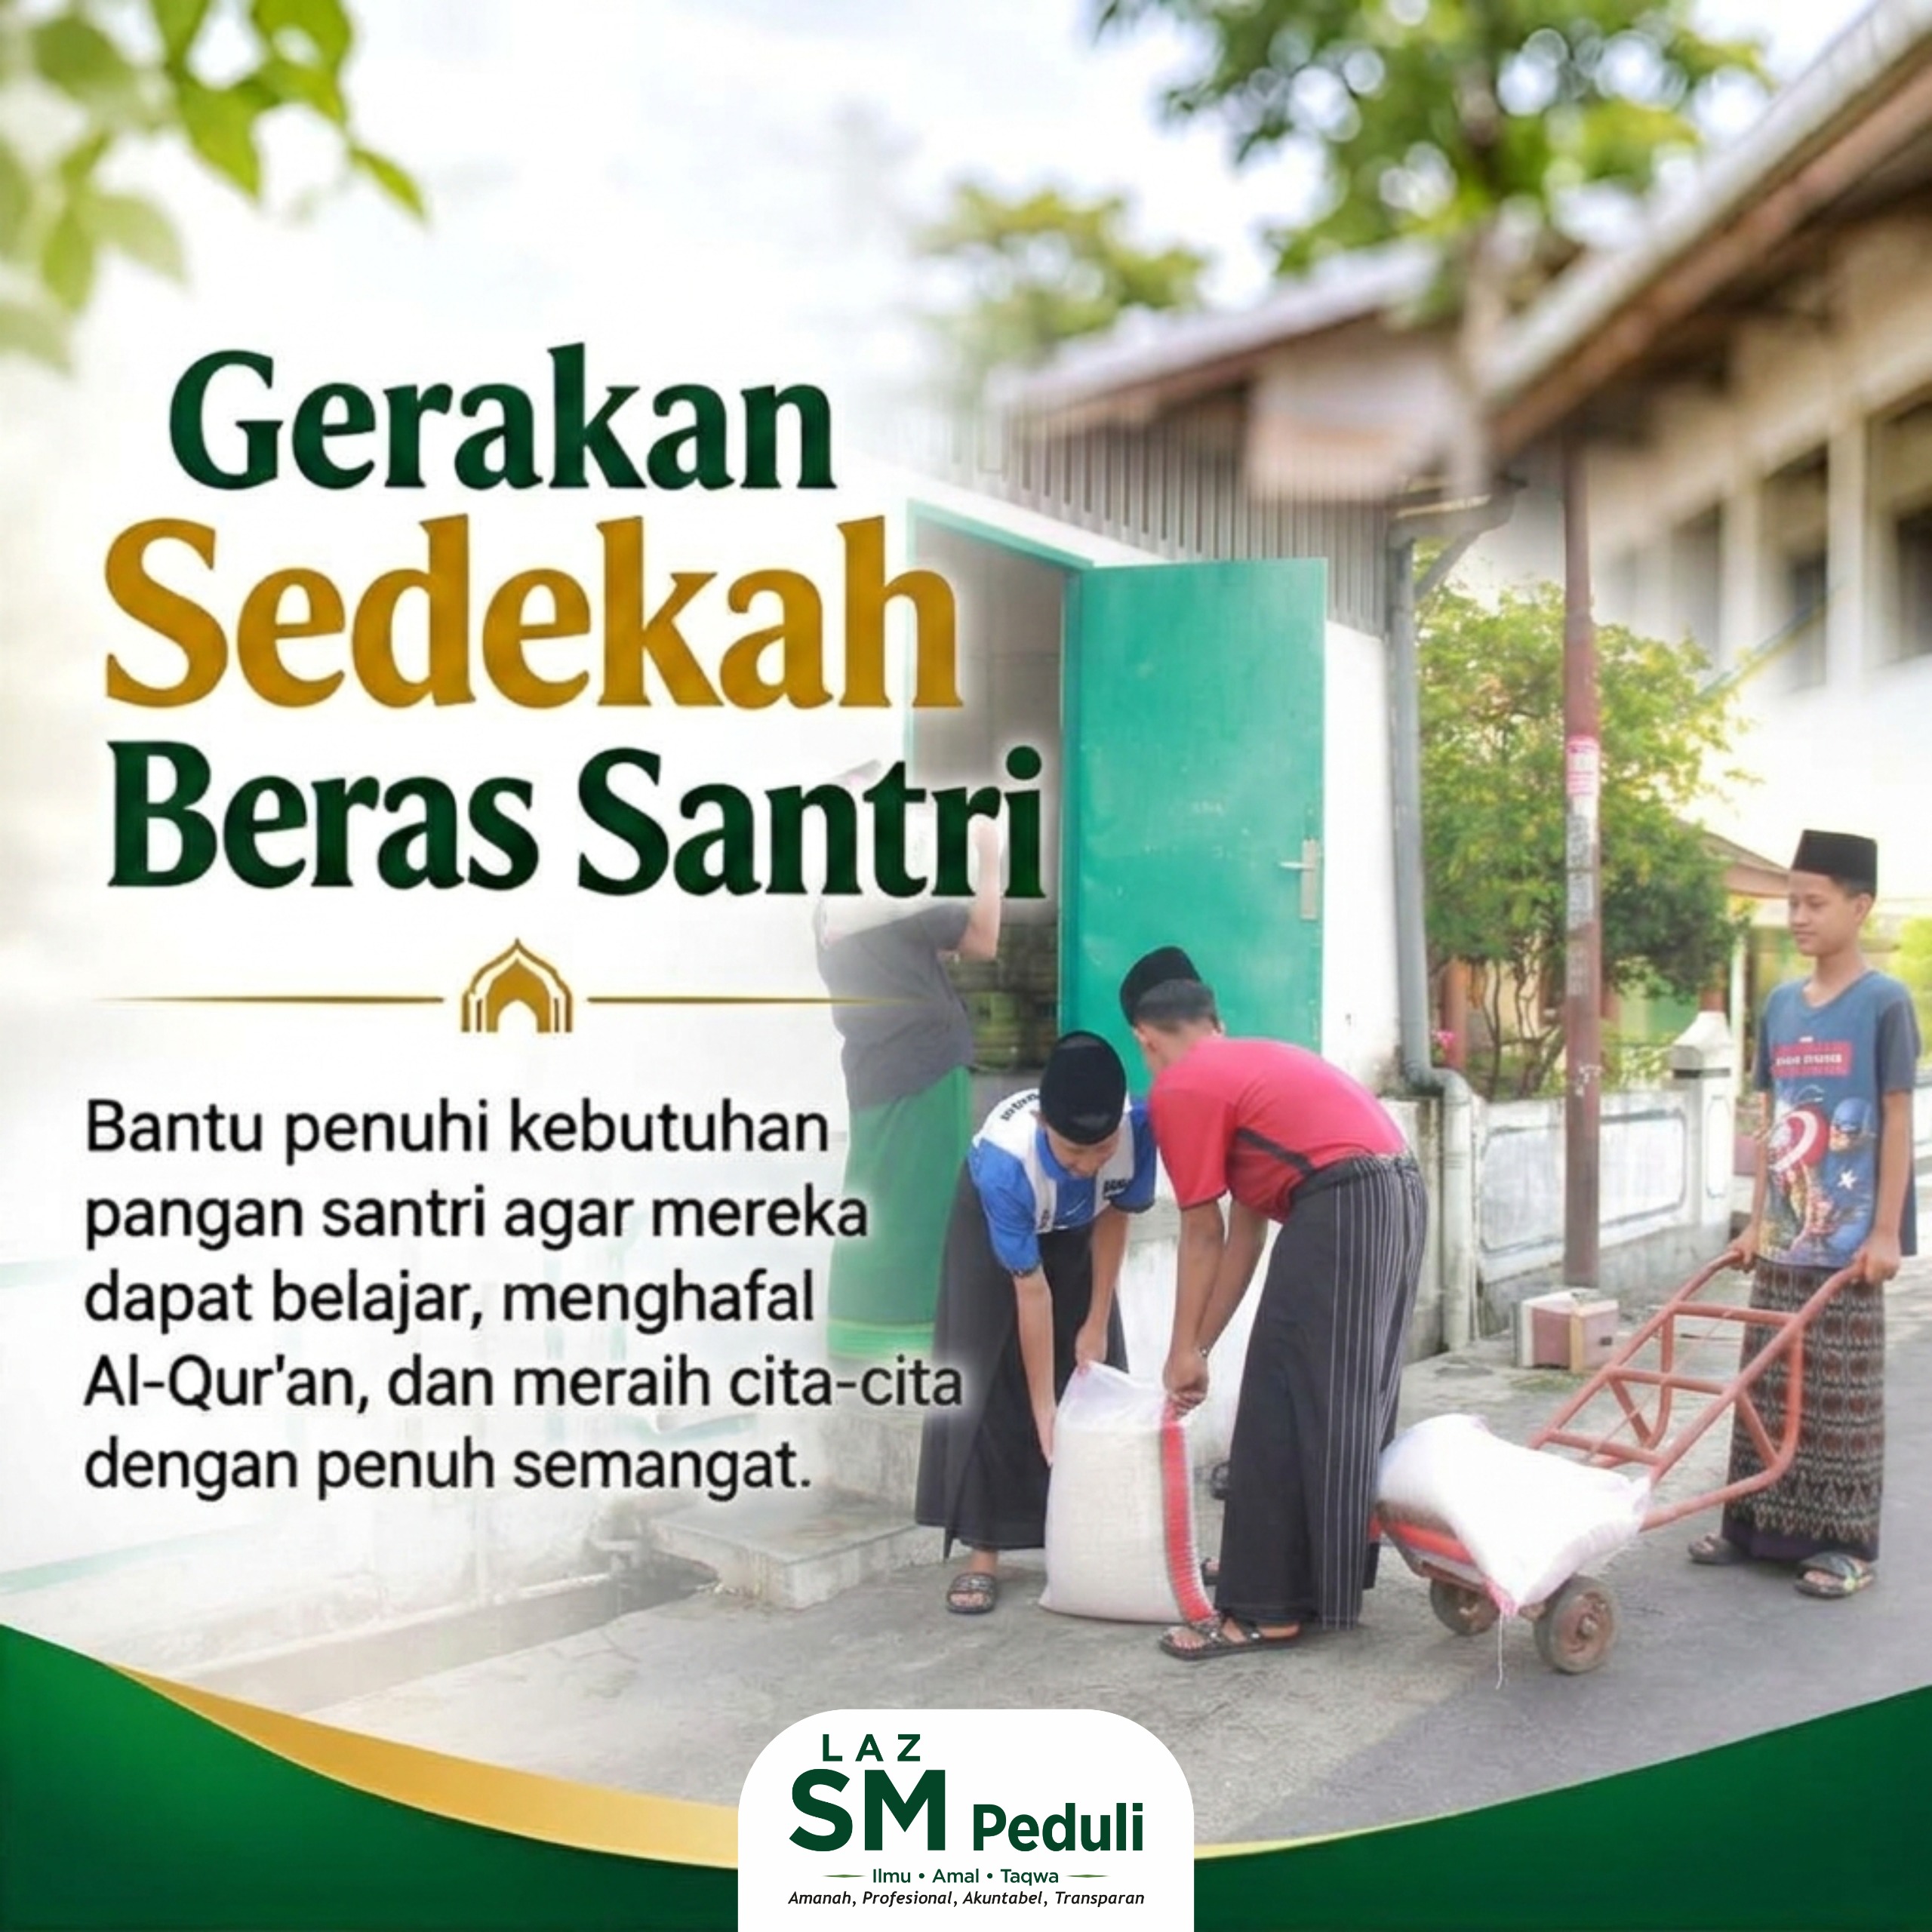 Gerakan
Sedekah
Beras Santri
Bantu penuhi kebutuhan
pangan santri agar mereka
dapat belajar, menghafal
Al-Qur'an, dan meraih cita-cita
dengan penuh semangat.
LAZ
SM Peduli
Ilmu • Amal • Taqwa
Amanah, Profesional, Akuntabel, Transparan